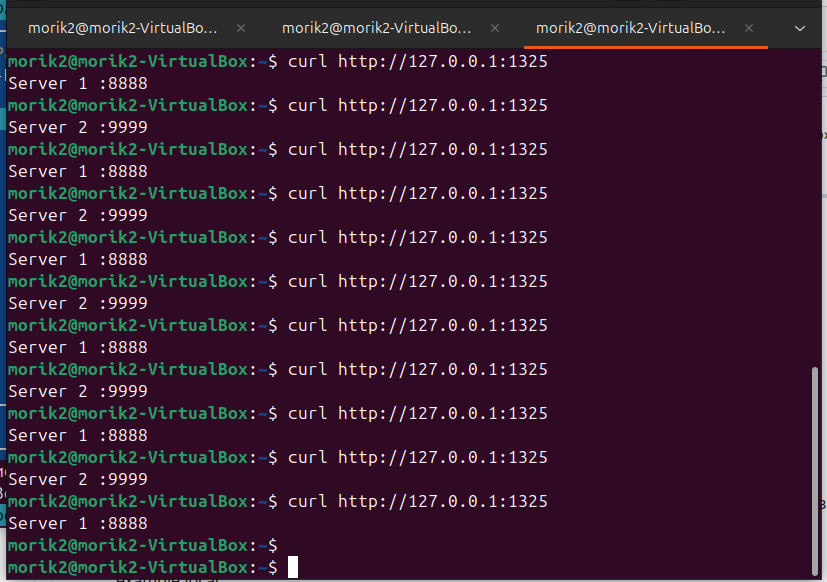 morik2@morik2-VirtualBo... × morik2@morik2-VirtualBo... × morik2@morik2-VirtualBo... ×
morik2@morik2-VirtualBox:~$ curl http://127.0.0.1:1325
Server 1 :8888
morik2@morik2-VirtualBox:~$ curl http://127.0.0.1:1325
Server 2 :9999
morik2@morik2-VirtualBox:~$ curl http://127.0.0.1:1325
Server 1 :8888
morik2@morik2-VirtualBox:~$ curl http://127.0.0.1:1325
Server 2 :9999
morik2@morik2-VirtualBox:~$ curl http://127.0.0.1:1325
Server 1 :8888
morik2@morik2-VirtualBox:~$ curl http://127.0.0.1:1325
Server 2 :9999
morik2@morik2-VirtualBox:~$ curl http://127.0.0.1:1325
Server 1 :8888
morik2@morik2-VirtualBox:~$ curl http://127.0.0.1:1325
Server 2 :9999
morik2@morik2-VirtualBox:~$ curl http://127.0.0.1:1325
Server 1 :8888
morik2@morik2-VirtualBox:~$ curl http://127.0.0.1:1325
Server 2 :9999
morik2@morik2-VirtualBox:~$ curl http://127.0.0.1:1325
Server 1 :8888
morik2@morik2-VirtualBox:~$
morik2@morik2-VirtualBox:~$